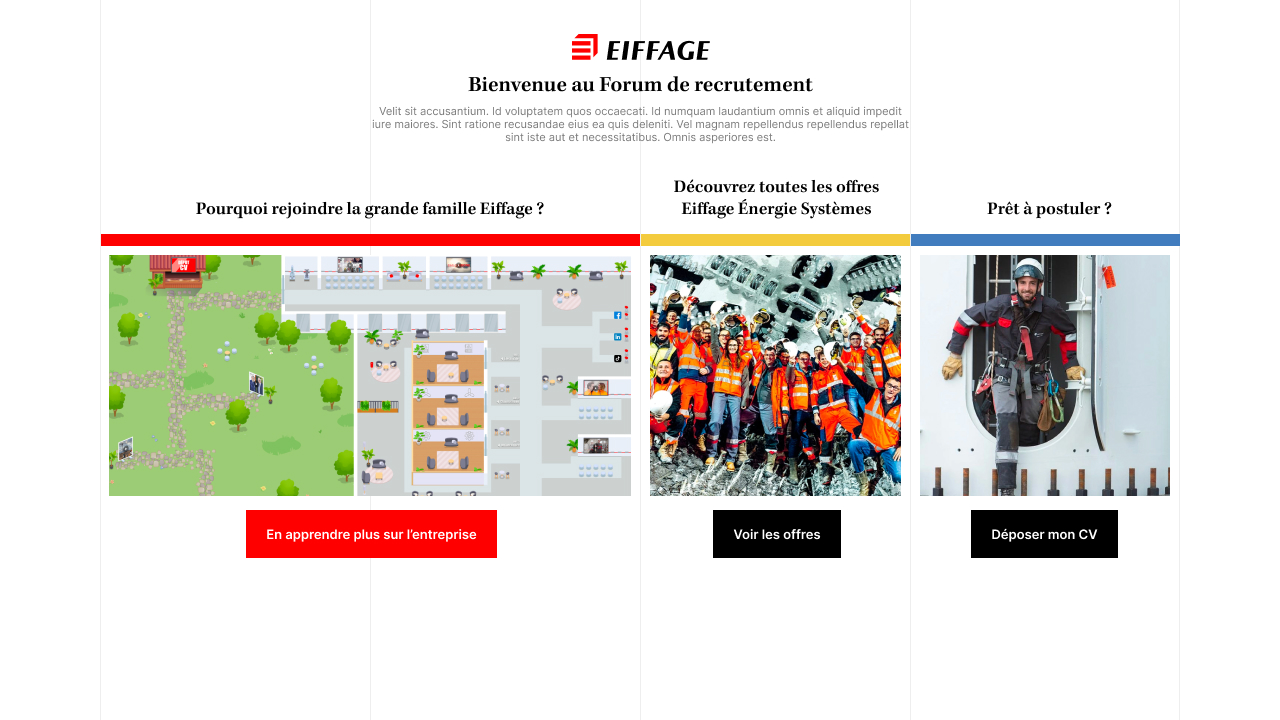 EIFFAGE
Bienvenue au Forum de recrutement
Velit sit accusantium. Id voluptatem quos occaecati. Id numquam laudantium omnis et aliquid impedit
iure maiores. Sint ratione recusandae eius ea quis deleniti. Vel magnam repellendus repellendus repellat
sint iste aut et necessitatibus. Omnis asperiores est.
Pourquoi rejoindre la grande famille Eiffage ?
Découvrez toutes les offres
Eiffage Énergie Systèmes
Prêt à postuler ?
CV
En apprendre plus sur l'entreprise
Voir les offres
Déposer mon CV